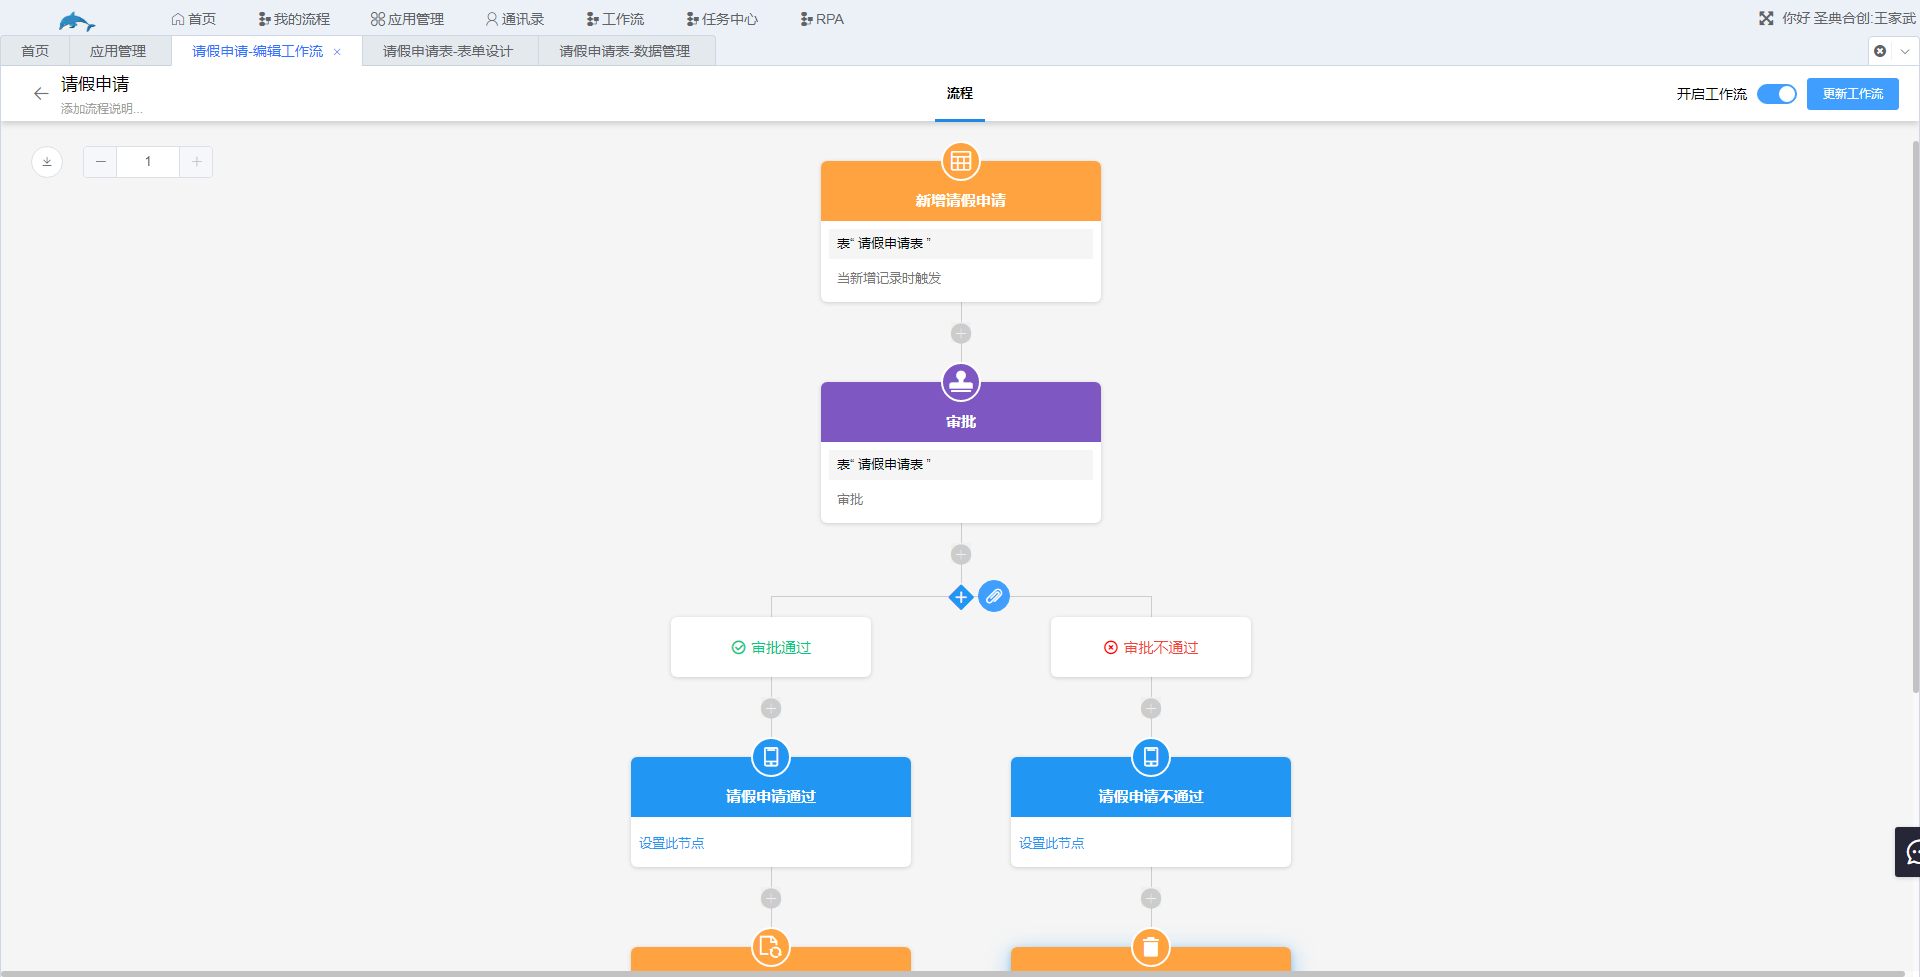 首页 我的流程 应用管理 通讯录 工作流 任务中心 RPA 你好 圣典合创:王家武
首页 应用管理 请假申请-编辑工作流 × 请假申请表-表单设计 请假申请表-数据管理
请假申请
添加流程说明...
流程
开启工作流 更新工作流
1
新增请假申请
表“ 请假申请表 ”
当新增记录时触发
审批
表“ 请假申请表 ”
审批
审批通过 审批不通过
请假申请通过 请假申请不通过
设置此节点 设置此节点